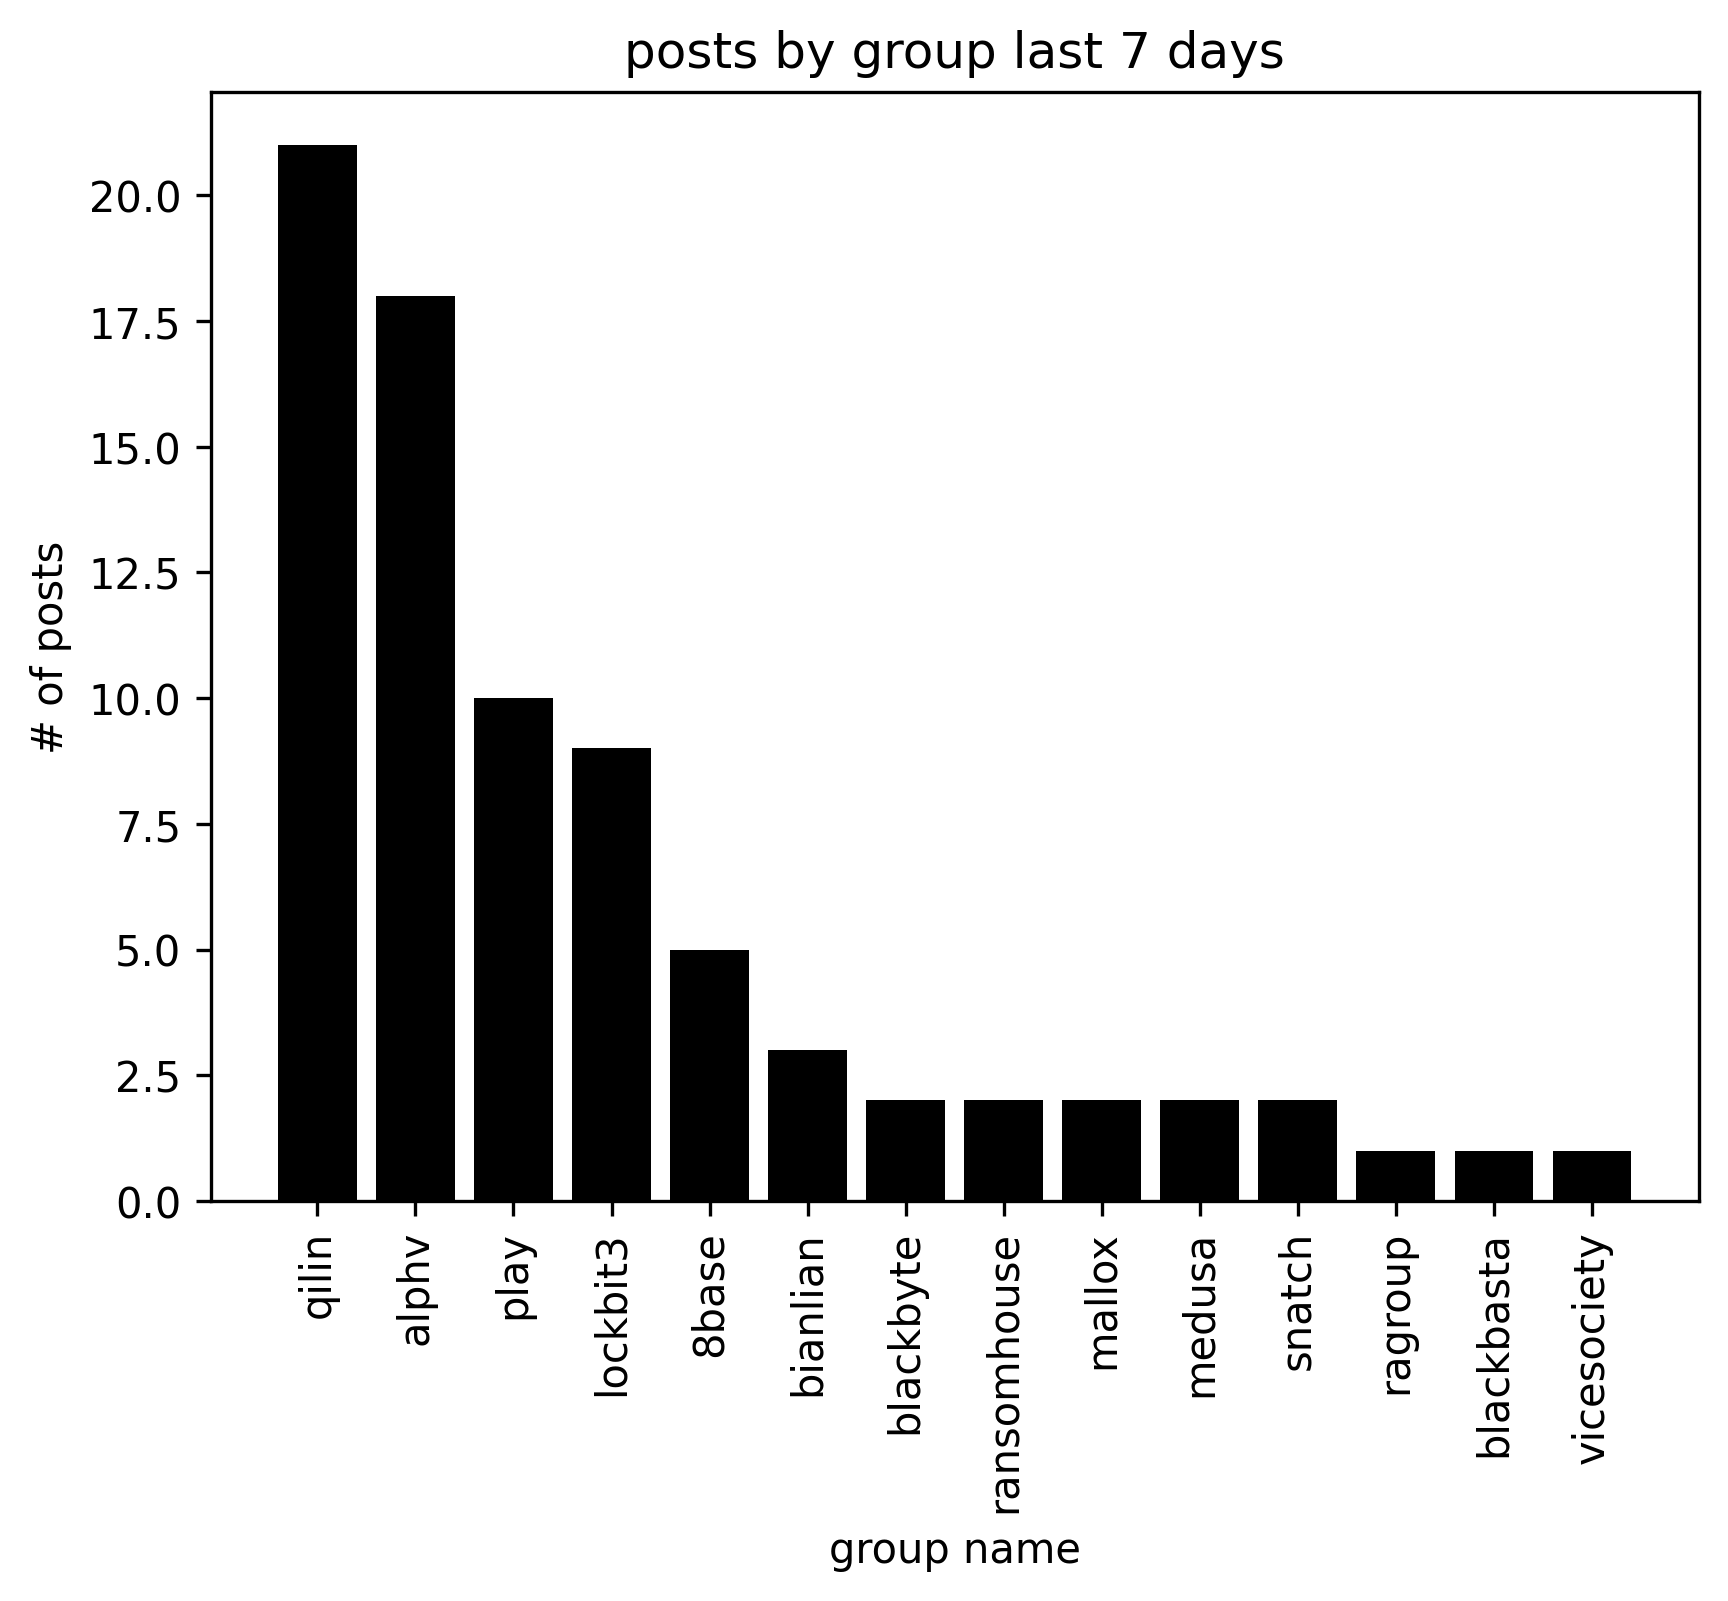 posts by group last 7 days
# of posts
20.0
17.5
15.0
12.5
10.0
7.5
5.0
2.5
0.0
qilin
alphv
play
lockbit3
8base
bianlian
blackbyte
ransomhouse
mallox
medusa
snatch
ragroup
blackbasta
vicesociety
group name